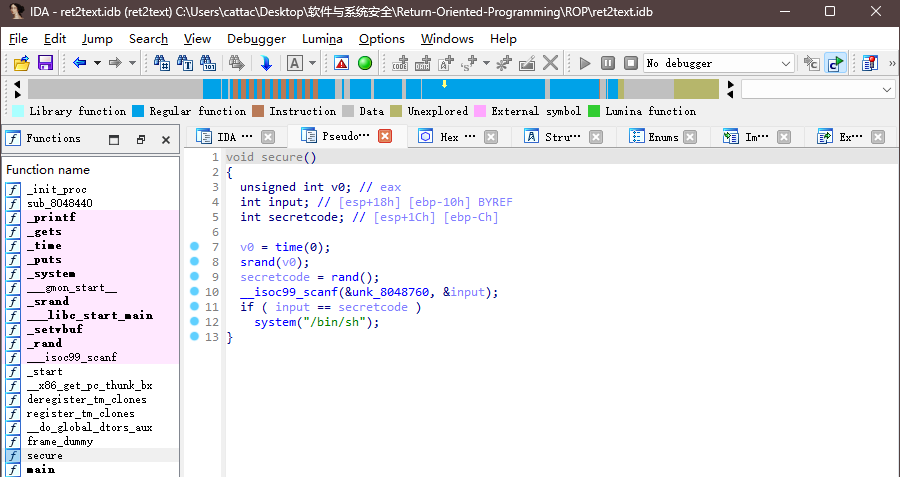 IDA - ret2text.idb (ret2text) C:\Users\cattac\Desktop\软件与系统安全\Return-Oriented-Programming\ROP\ret2text.idb
File Edit Jump Search View Debugger Lumina Options Windows Help
No debugger
Library function Regular function Instruction Data Unexplored External symbol Lumina function
Functions
Function name
_init_proc
sub_8048440
_printf
_gets
_time
_puts
_system
___gmon_start__
_srand
___libc_start_main
_setvbuf
_rand
___isoc99_scanf
_start
__x86_get_pc_thunk_bx
deregister_tm_clones
register_tm_clones
__do_global_dtors_aux
frame_dummy
secure
main
IDA ··· Pseudo··· Hex ··· Stru··· Enums Im··· Ex···
1 void secure()
2 {
3 unsigned int v0; // eax
4 int input; // [esp+18h] [ebp-10h] BYREF
5 int secretcode; // [esp+1Ch] [ebp-Ch]
6
7 v0 = time(0);
8 srand(v0);
9 secretcode = rand();
10 __isoc99_scanf(&unk_8048760, &input);
11 if ( input == secretcode )
12 system("/bin/sh");
13 }